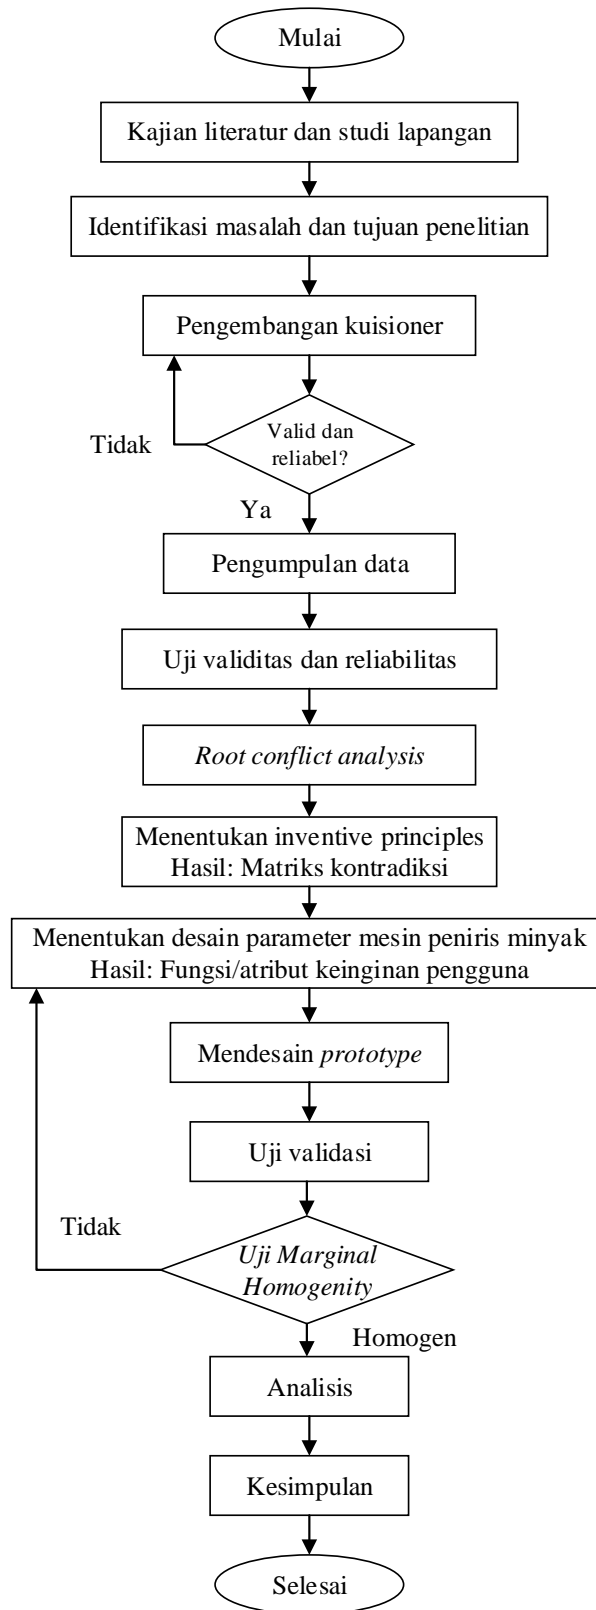 Mulai
Kajian literatur dan studi lapangan
Identifikasi masalah dan tujuan penelitian
Pengembangan kuisioner
Valid dan
reliabel?
Tidak
Ya
Pengumpulan data
Uji validitas dan reliabilitas
Root conflict analysis
Menentukan inventive principles
Hasil: Matriks kontradiksi
Menentukan desain parameter mesin peniris minyak
Hasil: Fungsi/atribut keinginan pengguna
Mendesain prototype
Uji validasi
Tidak
Uji Marginal
Homogenity
Homogen
Analisis
Kesimpulan
Selesai